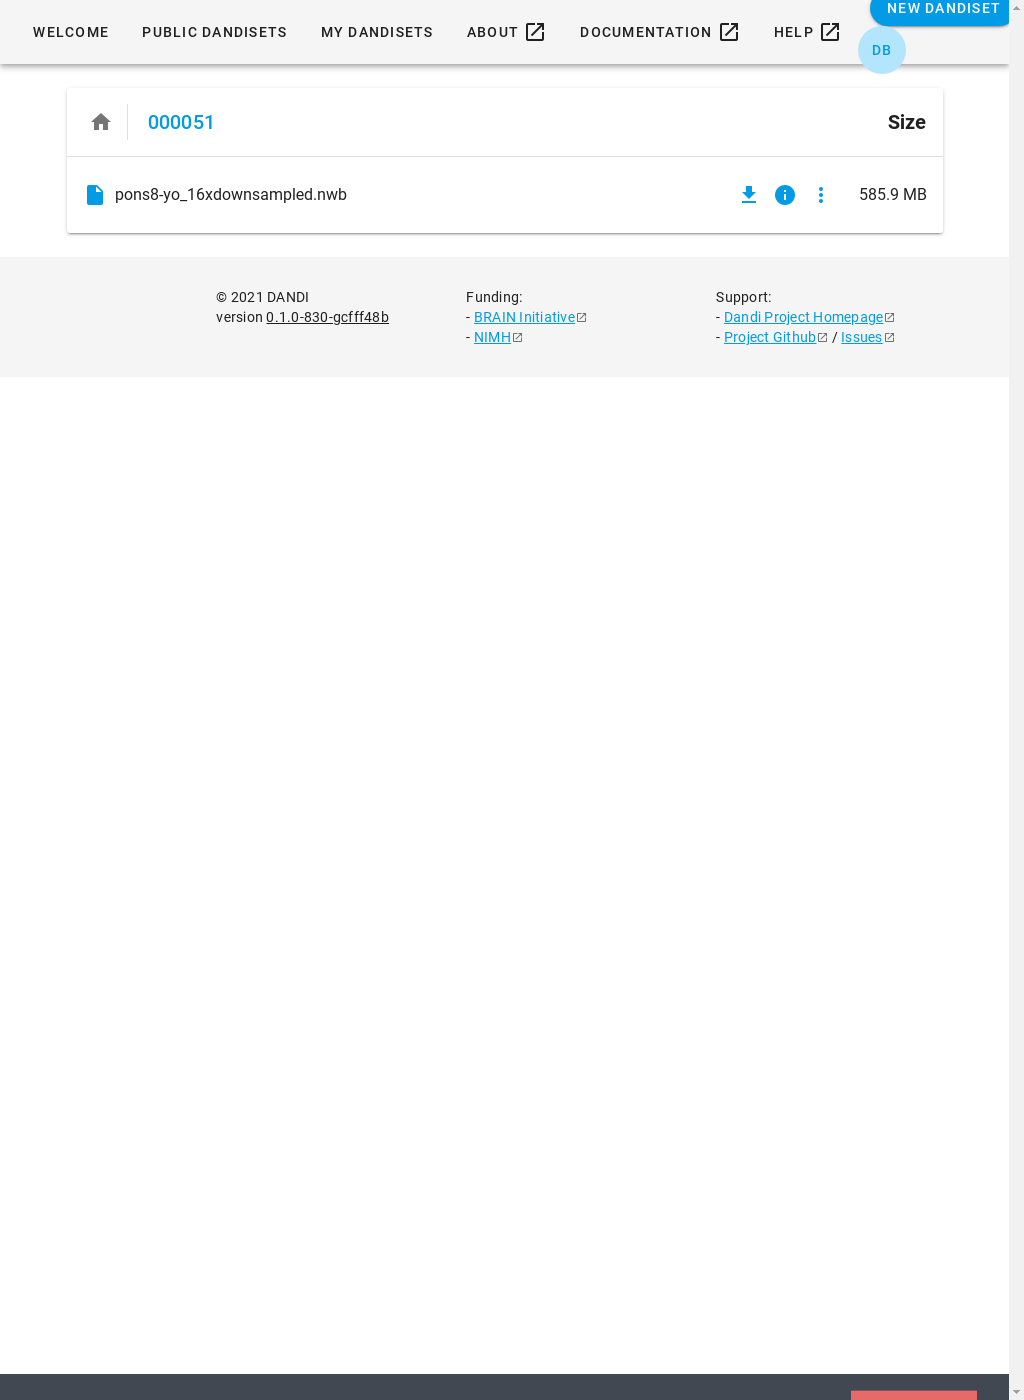 NEW DANDISET
WELCOME PUBLIC DANDISETS MY DANDISETS ABOUT DOCUMENTATION HELP
DB
000051 Size
pons8-yo_16xdownsampled.nwb 585.9 MB
© 2021 DANDI
version 0.1.0-830-gcfff48b
Funding:
- BRAIN Initiative
- NIMH
Support:
- Dandi Project Homepage
- Project Github / Issues